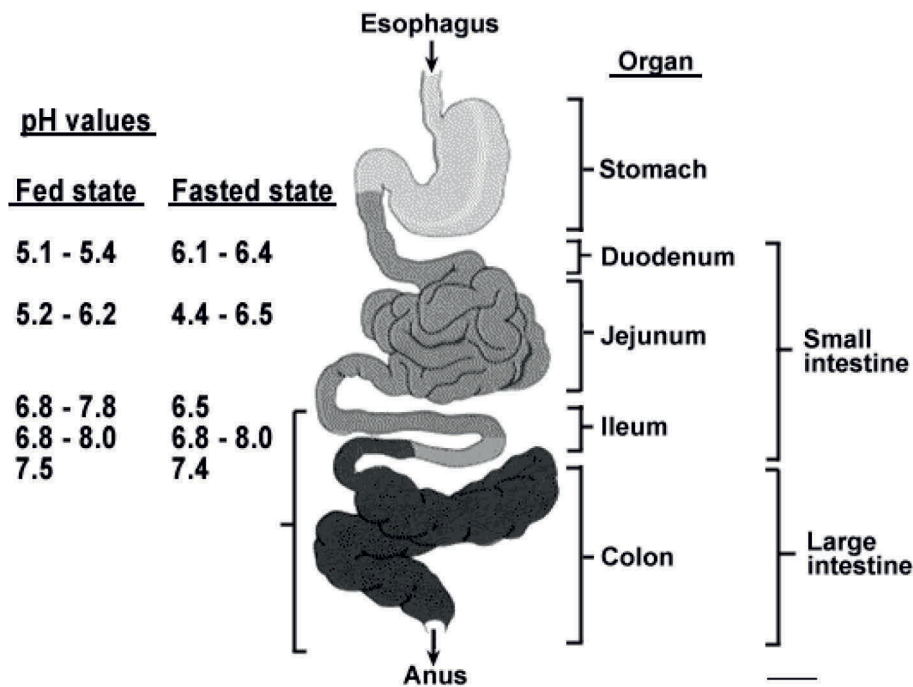 Esophagus
Organ
pH values
Fed state Fasted state
Stomach
5.1 - 5.4 6.1 - 6.4
Duodenum
5.2 - 6.2 4.4 - 6.5
Jejunum
Small
intestine
6.8 - 7.8 6.5
Ileum
6.8 - 8.0 6.8 - 8.0
7.5 7.4
Colon
Large
intestine
Anus